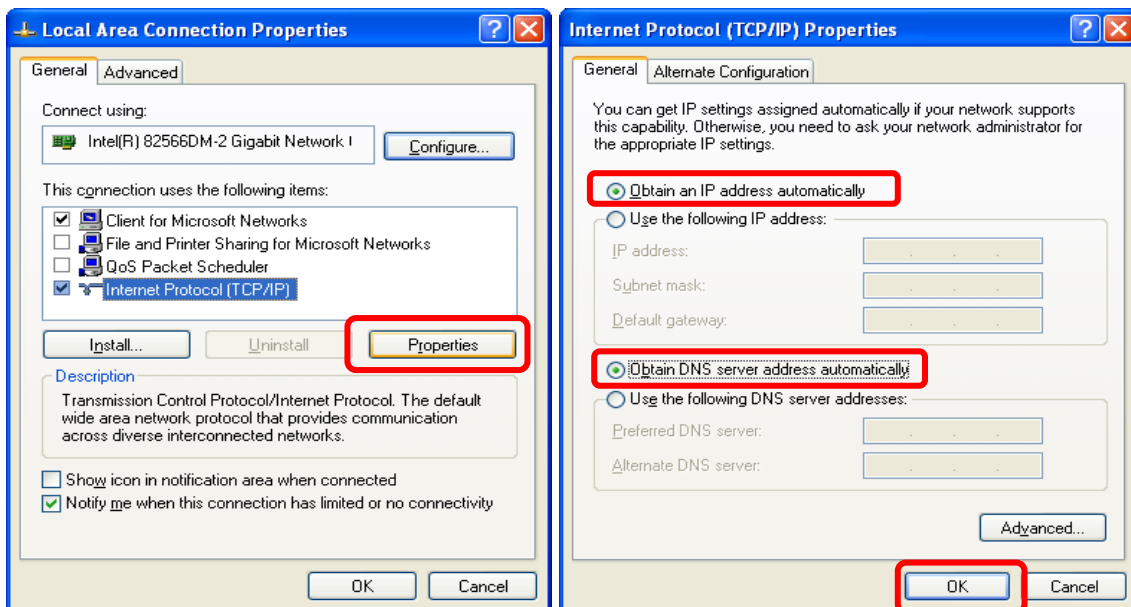 Local Area Connection Properties
General
Advanced
Connect using:
Intel(R) 82566DM-2 Gigabit Network
Configure...
This connection uses the following items:
Client for Microsoft Networks
File and Printer Sharing for Microsoft Networks
QoS Packet Scheduler
Internet Protocol (TCP/IP)
Install...
Uninstall
Properties
Description
Transmission Control Protocol/Internet Protocol. The default
wide area network protocol that provides communication
across diverse interconnected networks.
Show icon in notification area when connected
Notify me when this connection has limited or no connectivity
OK
Cancel
Internet Protocol (TCP/IP) Properties
General
Alternate Configuration
You can get IP settings assigned automatically if your network supports
this capability. Otherwise, you need to ask your network administrator for
the appropriate IP settings.
Obtain an IP address automatically
Use the following IP address:
IP address:
Subnet mask:
Default gateway:
Obtain DNS server address automatically
Use the following DNS server addresses:
Preferred DNS server:
Alternate DNS server:
Advanced...
OK
Cancel